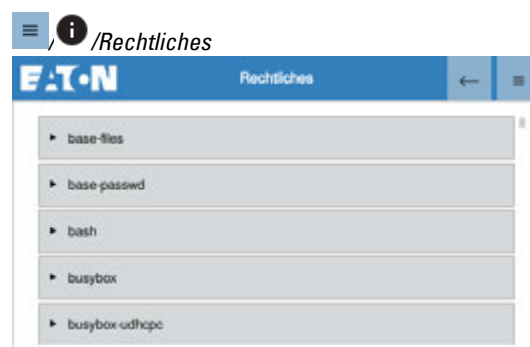 / /Rechtliches
EATON Rechtliches
base-files
base-passwd
bash
busybox
busybox-udhcpc